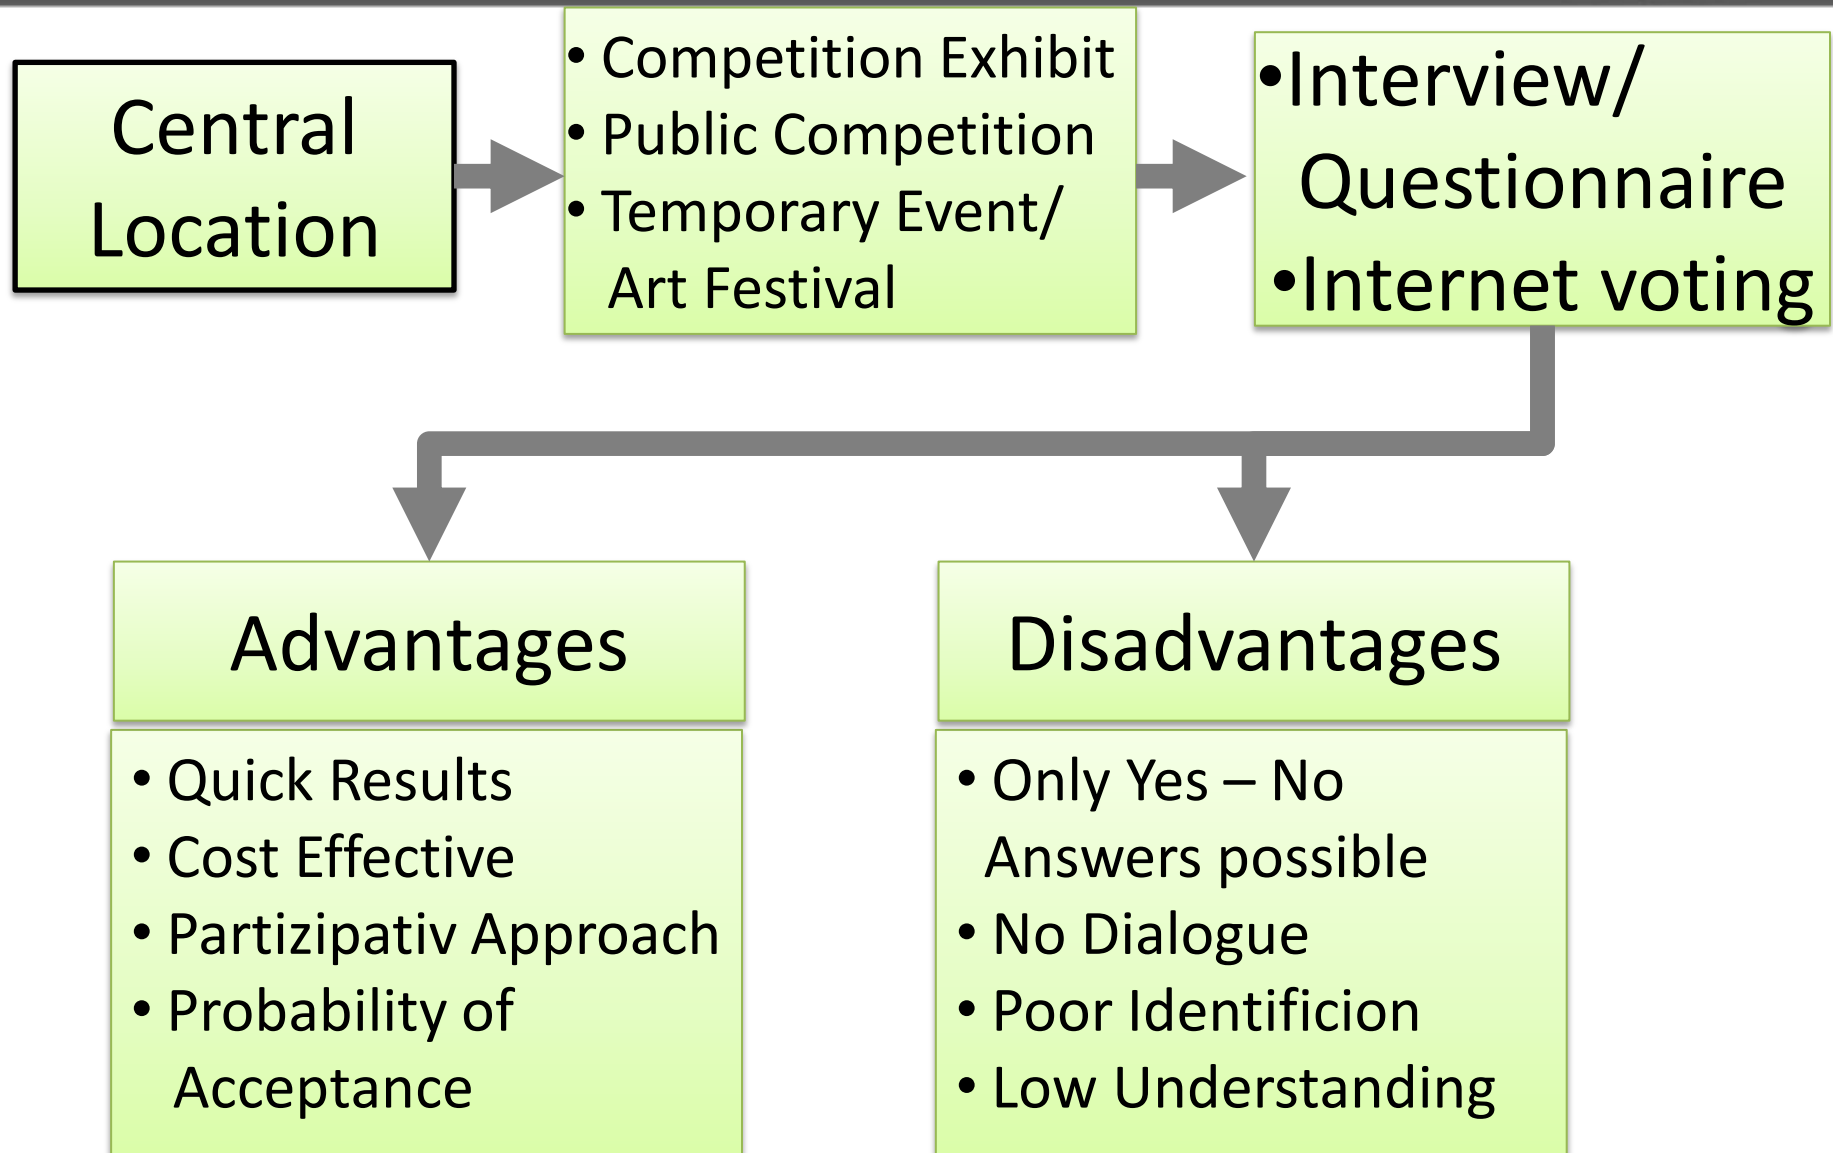 Central
Location
• Competition Exhibit
• Public Competition
• Temporary Event/
Art Festival
•Interview/
Questionnaire
•Internet voting
Advantages
• Quick Results
• Cost Effective
• Partizipativ Approach
• Probability of
Acceptance
Disadvantages
• Only Yes – No
Answers possible
• No Dialogue
• Poor Identificion
• Low Understanding